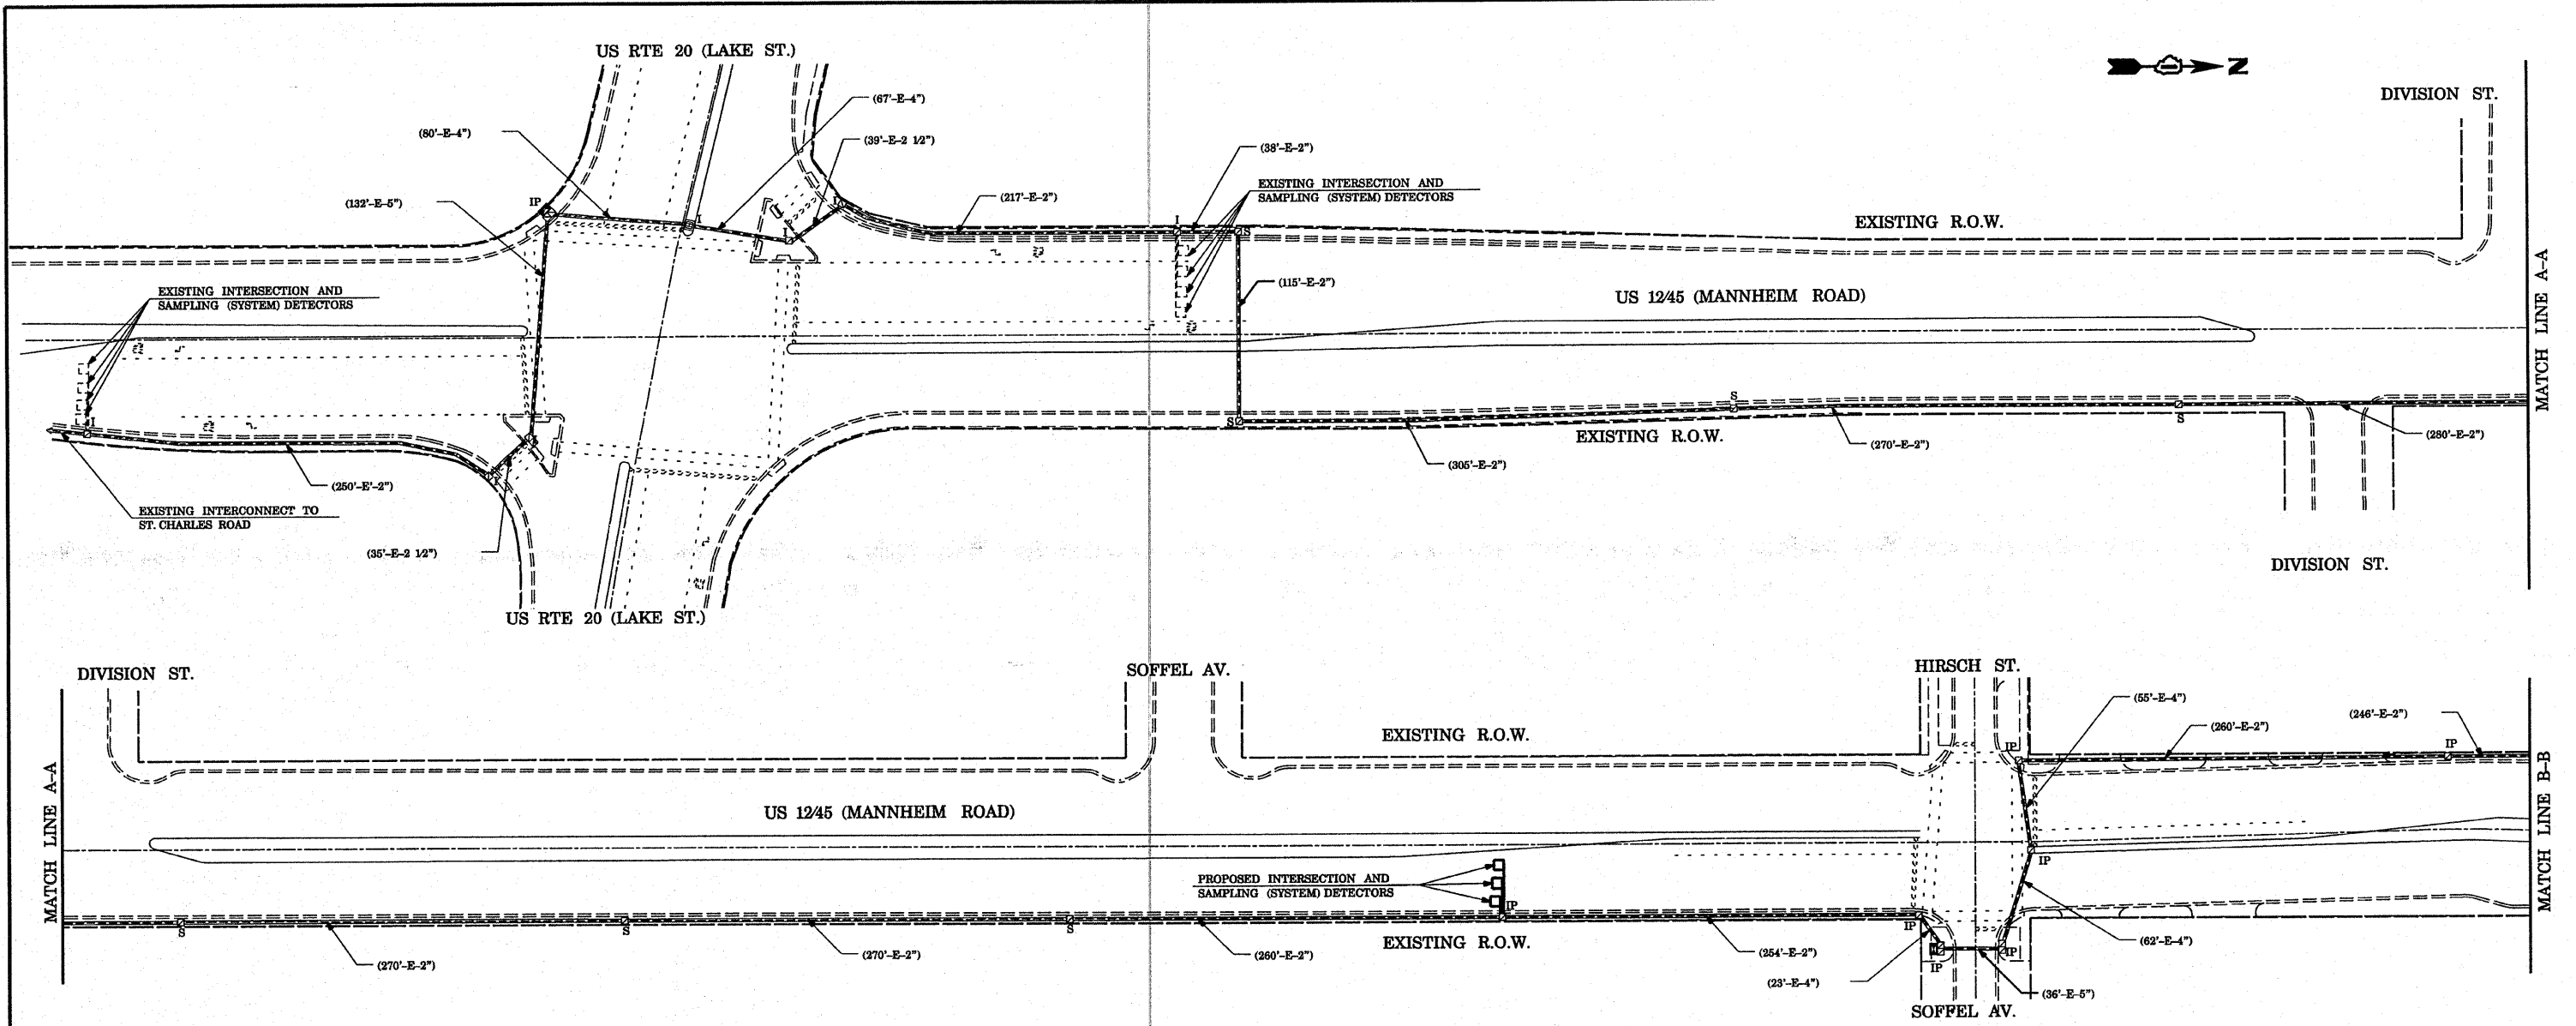 US RTE 20 (LAKE ST.)
N
DIVISION ST.
(67'-E-4")
(80'-E-4")
(39'-E-2 1/2")
(38'-E-2")
EXISTING INTERSECTION AND
SAMPLING (SYSTEM) DETECTORS
(132'-E-5")
IP
(217'-E-2")
I
I
I
I
S
EXISTING R.O.W.
(115'-E-2")
EXISTING INTERSECTION AND
SAMPLING (SYSTEM) DETECTORS
US 12/45 (MANNHEIM ROAD)
MATCH LINE A-A
I
S
S
S
EXISTING R.O.W.
(270'-E-2")
(280'-E-2")
(305'-E-2")
(250'-E'-2")
EXISTING INTERCONNECT TO
ST. CHARLES ROAD
(35'-E-2 1/2")
DIVISION ST.
US RTE 20 (LAKE ST.)
DIVISION ST.
SOFFEL AV.
HIRSCH ST.
(55'-E-4")
(260'-E-2")
(246'-E-2")
EXISTING R.O.W.
IP
IP
MATCH LINE A-A
US 12/45 (MANNHEIM ROAD)
MATCH LINE B-B
IP
PROPOSED INTERSECTION AND
SAMPLING (SYSTEM) DETECTORS
IP
S
S
S
IP
EXISTING R.O.W.
(62'-E-4")
IP
IP
(270'-E-2")
(270'-E-2")
(260'-E-2")
(254'-E-2")
(23'-E-4")
(36'-E-5")
SOFFEL AV.